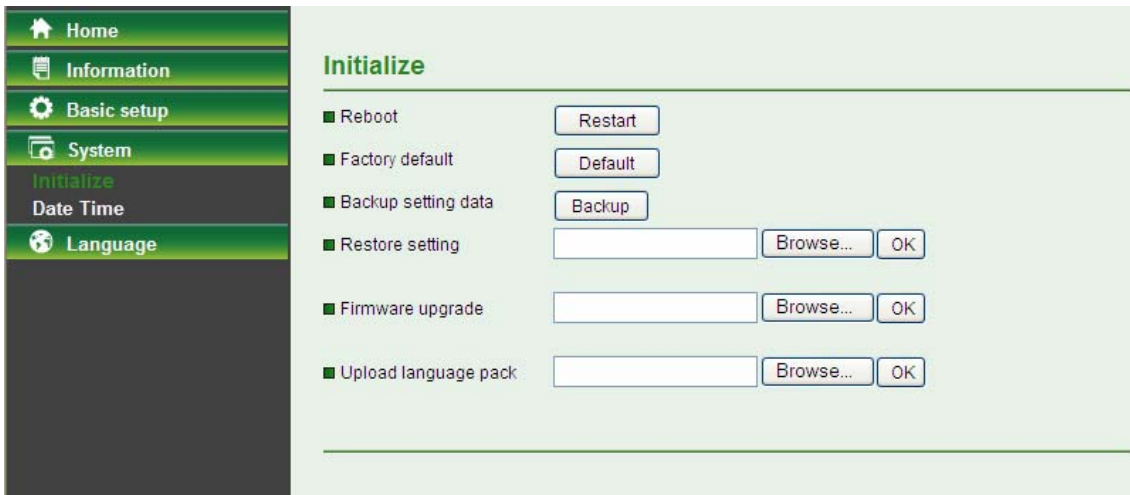 Home
Information
Basic setup
System
Initialize
Date Time
Language
Initialize
Reboot Restart
Factory default Default
Backup setting data Backup
Restore setting Browse... OK
Firmware upgrade Browse... OK
Upload language pack Browse... OK